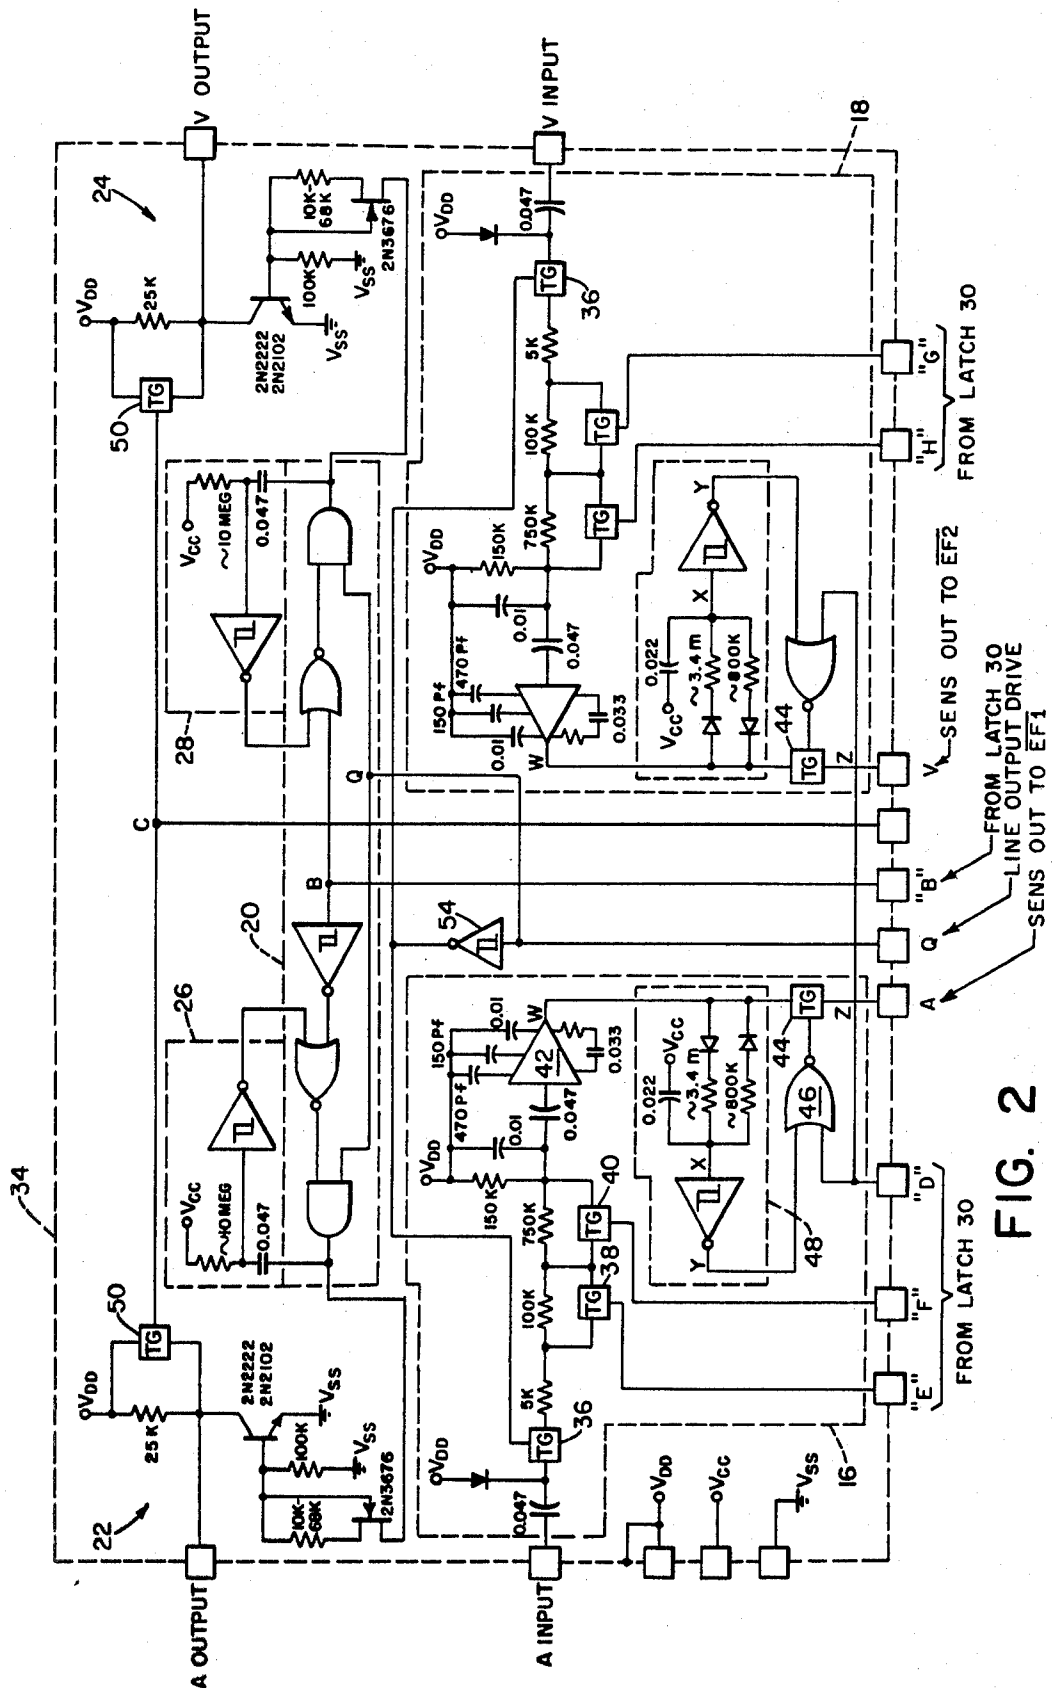 34
A OUTPUT
22
VDD
25K
50
TG
2N2222
2N2102
VSS
100K
VSS
10K-
68K
2N3676
26
VCC
~10MEG
0.047
20
B
C
Q
28
VCC
~10 MEG
0.047
50
TG
VDD
25K
24
V OUTPUT
2N2222
2N2102
VSS
100K
VSS
10K-
68K
2N3676
A INPUT
0.047
VDD
TG
36
5K
100K
750K
TG
38
TG
40
VDD
150K
470 Pf
150 Pf
0.01
0.01
0.047
42
W
0.033
0.022
VCC
~3.4 m
~800K
X
Y
48
46
44
TG
Z
16
54
V INPUT
0.047
VDD
TG
36
5K
100K
750K
TG
TG
VDD
150K
470 Pf
150 Pf
0.01
0.01
0.047
W
0.033
0.022
VCC
~3.4 m
~800K
X
Y
44
TG
Z
18
VDD
VCC
VSS
"E"
"F"
"D"
FROM LATCH 30
A
Q
"B"
V
SENS OUT TO EF1
LINE OUTPUT DRIVE
FROM LATCH 30
SENS OUT TO EF2
"H"
"G"
FROM LATCH 30
FIG. 2